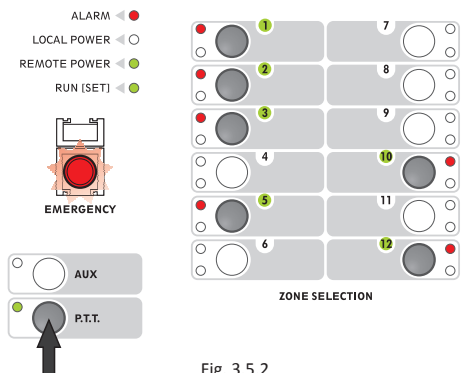 ALARM
LOCAL POWER
REMOTE POWER
RUN [SET]
EMERGENCY
AUX
P.T.T.
1 7
2 8
3 9
4 10
5 11
6 12
ZONE SELECTION
Fig. 3.5.2